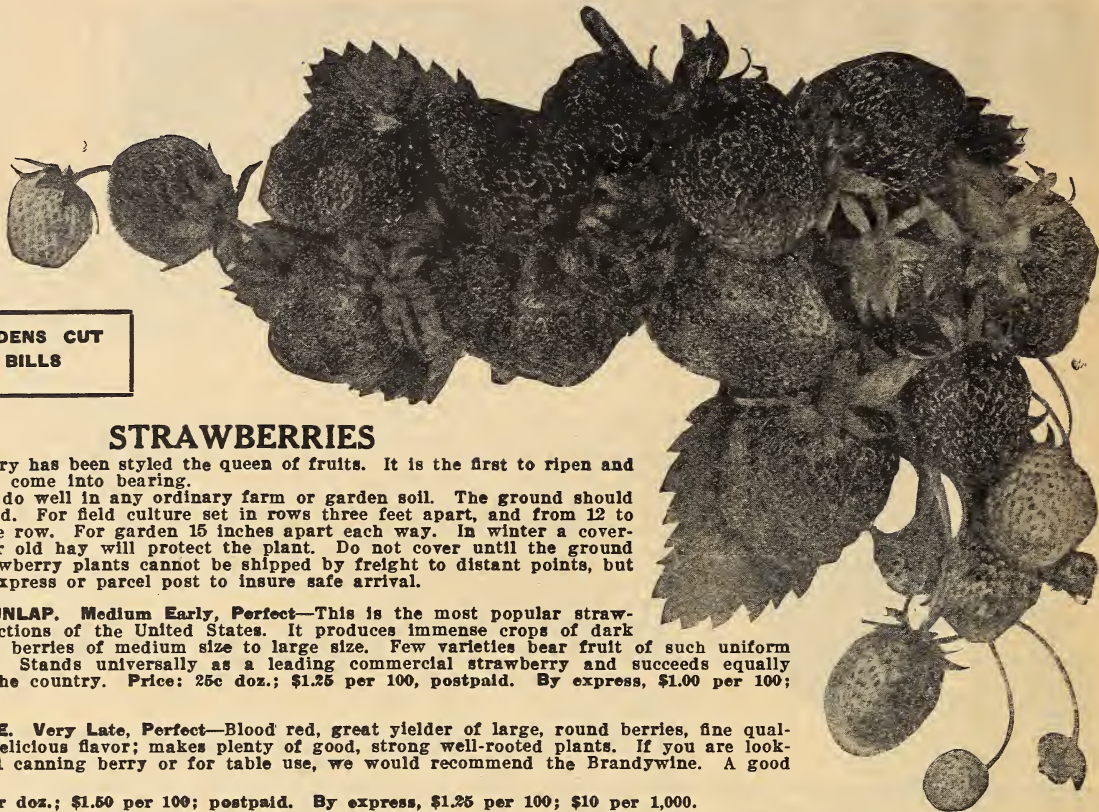 DENS CUT
BILLS
STRAWBERRIES
ry has been styled the queen of fruits. It is the first to ripen and
come into bearing.
do well in any ordinary farm or garden soil. The ground should
d. For field culture set in rows three feet apart, and from 12 to
e row. For garden 15 inches apart each way. In winter a cover-
r old hay will protect the plant. Do not cover until the ground
wberry plants cannot be shipped by freight to distant points, but
xpress or parcel post to insure safe arrival.
UNLAP. Medium Early, Perfect—This is the most popular straw-
ctions of the United States. It produces immense crops of dark
berries of medium size to large size. Few varieties bear fruit of such uniform
Stands universally as a leading commercial strawberry and succeeds equally
he country. Price: 25c doz.; $1.25 per 100, postpaid. By express, $1.00 per 100;
E. Very Late, Perfect—Blood red, great yielder of large, round berries, fine qual-
elicious flavor; makes plenty of good, strong well-rooted plants. If you are look-
l canning berry or for table use, we would recommend the Brandywine. A good
r doz.; $1.50 per 100; postpaid. By express, $1.25 per 100; $10 per 1,000.